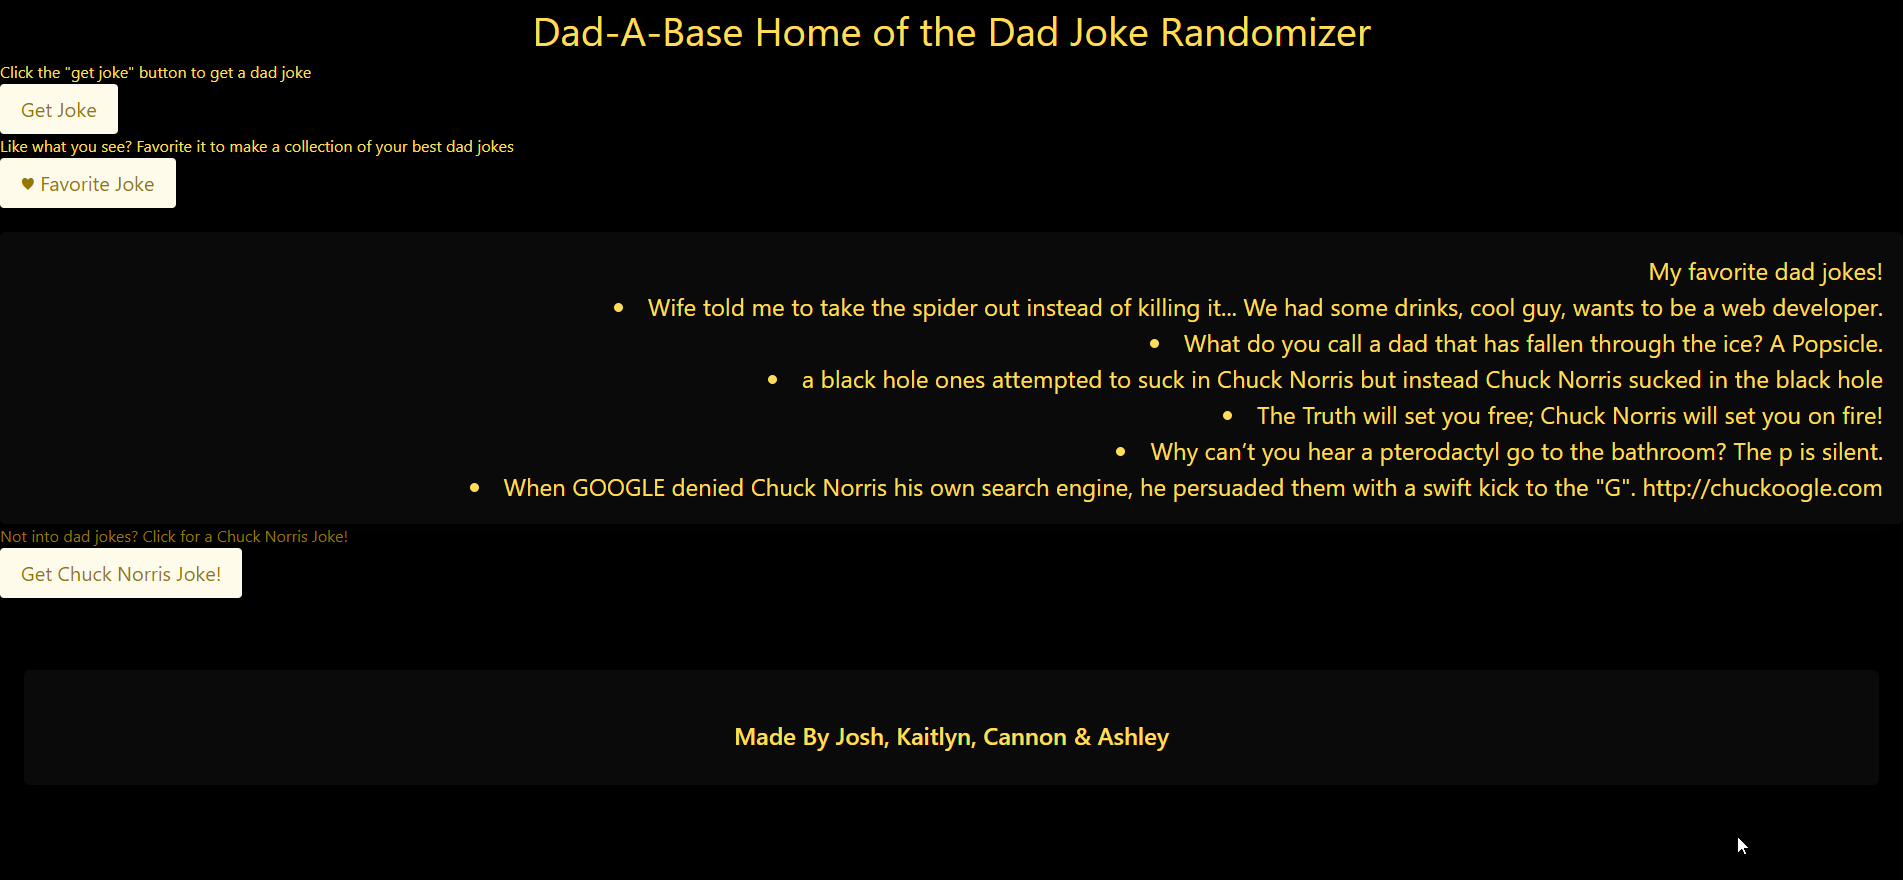 Dad-A-Base Home of the Dad Joke Randomizer
Click the "get joke" button to get a dad joke
Get Joke
Like what you see? Favorite it to make a collection of your best dad jokes
♥ Favorite Joke
My favorite dad jokes!
• Wife told me to take the spider out instead of killing it... We had some drinks, cool guy, wants to be a web developer.
• What do you call a dad that has fallen through the ice? A Popsicle.
• a black hole ones attempted to suck in Chuck Norris but instead Chuck Norris sucked in the black hole
• The Truth will set you free; Chuck Norris will set you on fire!
• Why can’t you hear a pterodactyl go to the bathroom? The p is silent.
• When GOOGLE denied Chuck Norris his own search engine, he persuaded them with a swift kick to the "G". http://chuckoogle.com
Not into dad jokes? Click for a Chuck Norris Joke!
Get Chuck Norris Joke!
Made By Josh, Kaitlyn, Cannon & Ashley